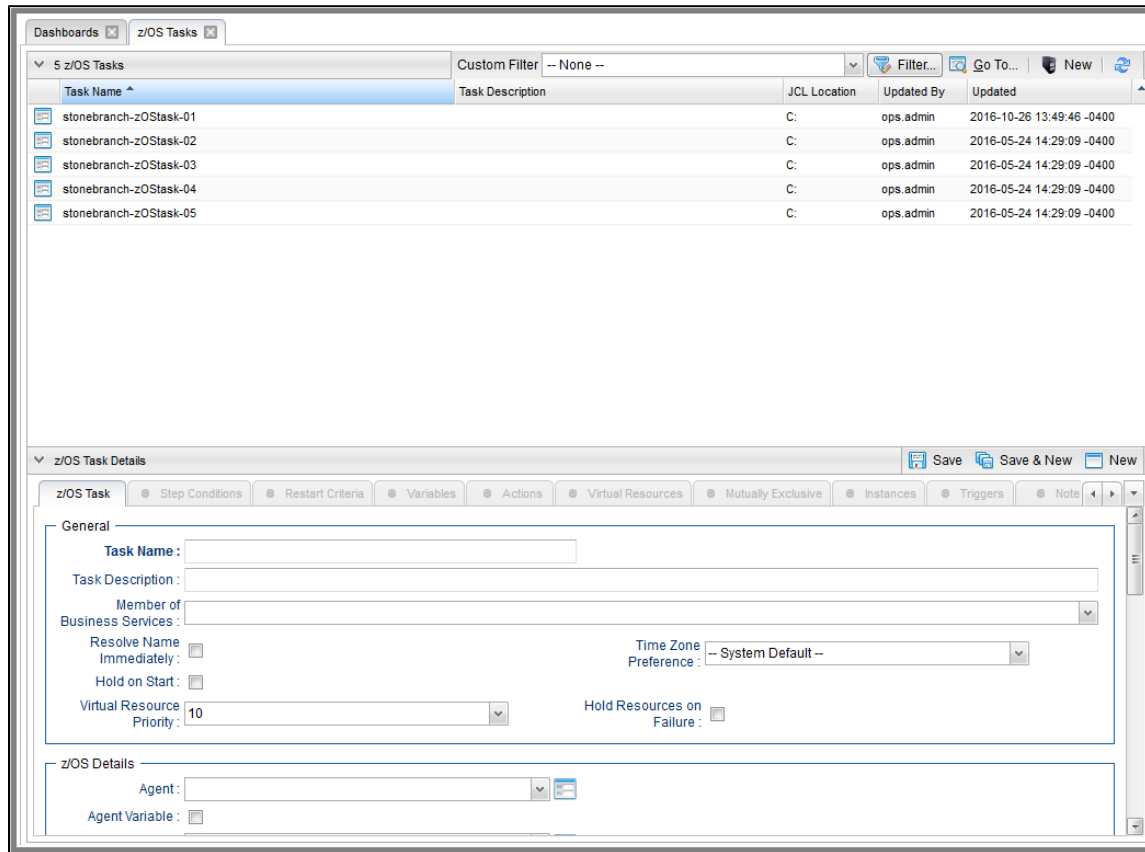 Dashboards z/OS Tasks
5 z/OS Tasks Custom Filter -- None -- Filter... Go To... New
Task Name Task Description JCL Location Updated By Updated
stonebranch-zOStask-01 C: ops.admin 2016-10-26 13:49:46 -0400
stonebranch-zOStask-02 C: ops.admin 2016-05-24 14:29:09 -0400
stonebranch-zOStask-03 C: ops.admin 2016-05-24 14:29:09 -0400
stonebranch-zOStask-04 C: ops.admin 2016-05-24 14:29:09 -0400
stonebranch-zOStask-05 C: ops.admin 2016-05-24 14:29:09 -0400
z/OS Task Details Save Save & New New
z/OS Task Step Conditions Restart Criteria Variables Actions Virtual Resources Mutually Exclusive Instances Triggers Note
General
Task Name :
Task Description :
Member of
Business Services :
Resolve Name
Immediately :
Time Zone
Preference : -- System Default --
Hold on Start :
Virtual Resource
Priority : 10
Hold Resources on
Failure :
z/OS Details
Agent :
Agent Variable :